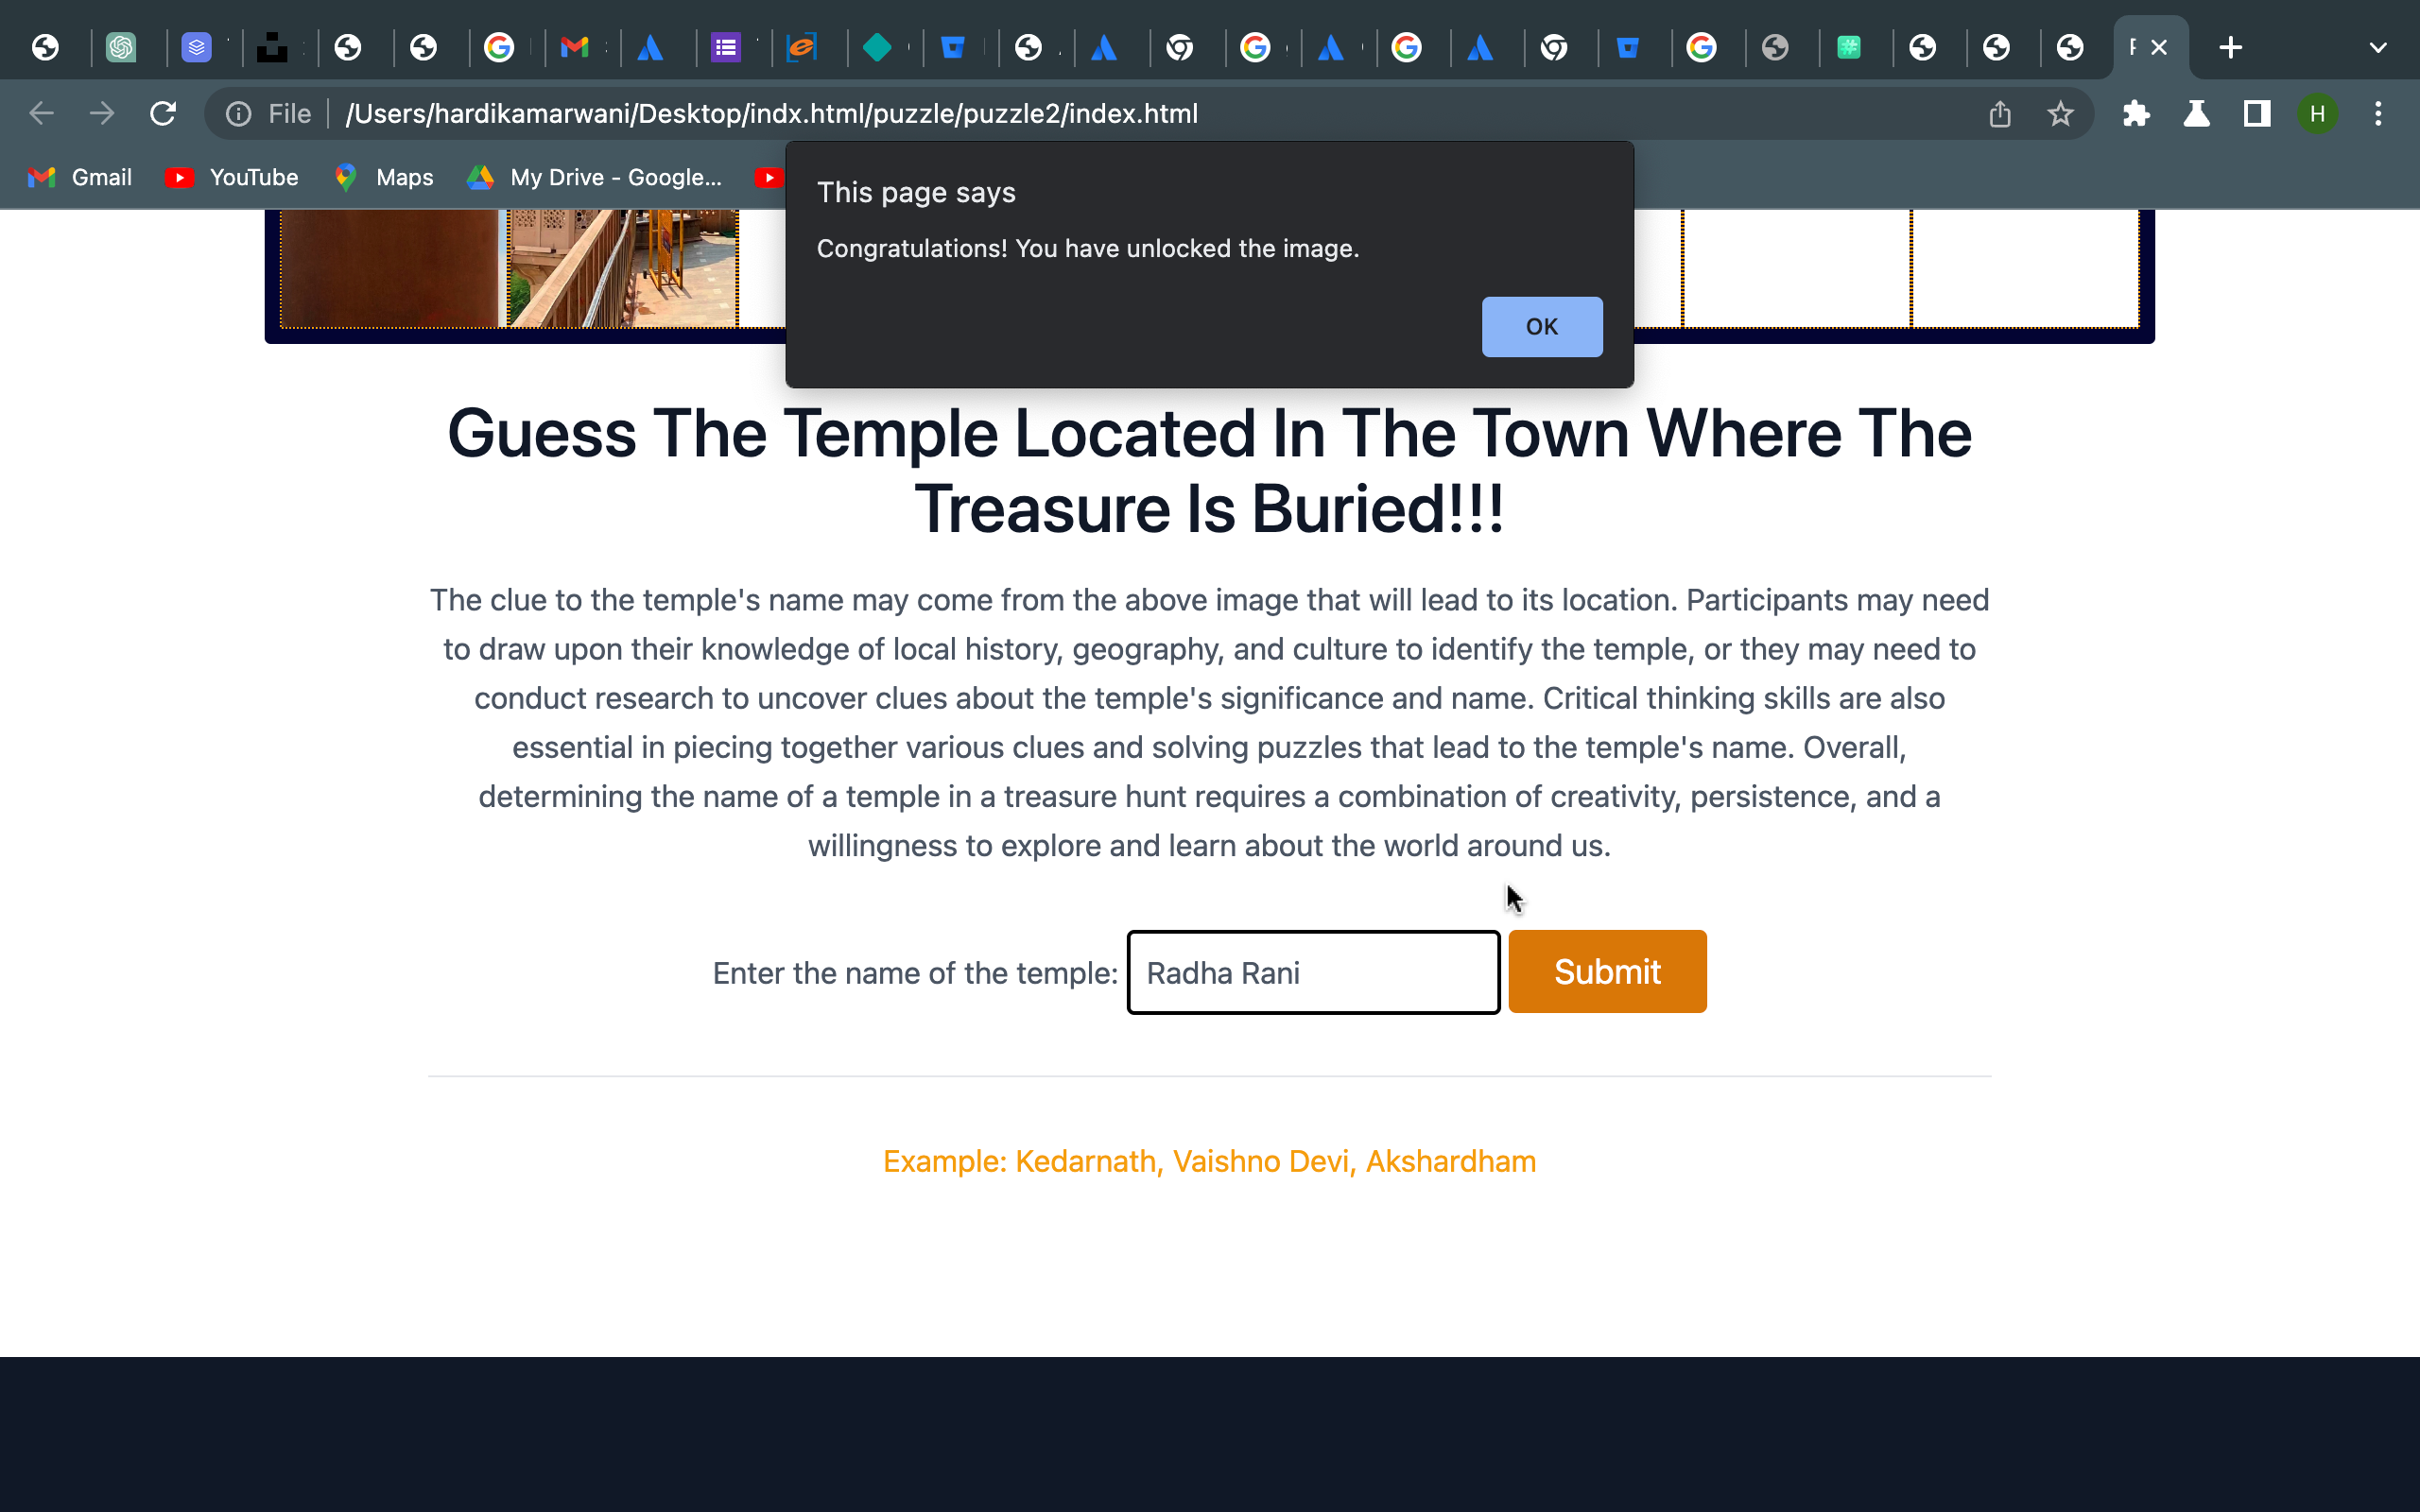 File /Users/hardikamarwani/Desktop/indx.html/puzzle/puzzle2/index.html
H
Gmail YouTube Maps My Drive - Google...
This page says
Congratulations! You have unlocked the image.
OK
Guess The Temple Located In The Town Where The
Treasure Is Buried!!!
The clue to the temple's name may come from the above image that will lead to its location. Participants may need
to draw upon their knowledge of local history, geography, and culture to identify the temple, or they may need to
conduct research to uncover clues about the temple's significance and name. Critical thinking skills are also
essential in piecing together various clues and solving puzzles that lead to the temple's name. Overall,
determining the name of a temple in a treasure hunt requires a combination of creativity, persistence, and a
willingness to explore and learn about the world around us.
Enter the name of the temple: Radha Rani Submit
Example: Kedarnath, Vaishno Devi, Akshardham